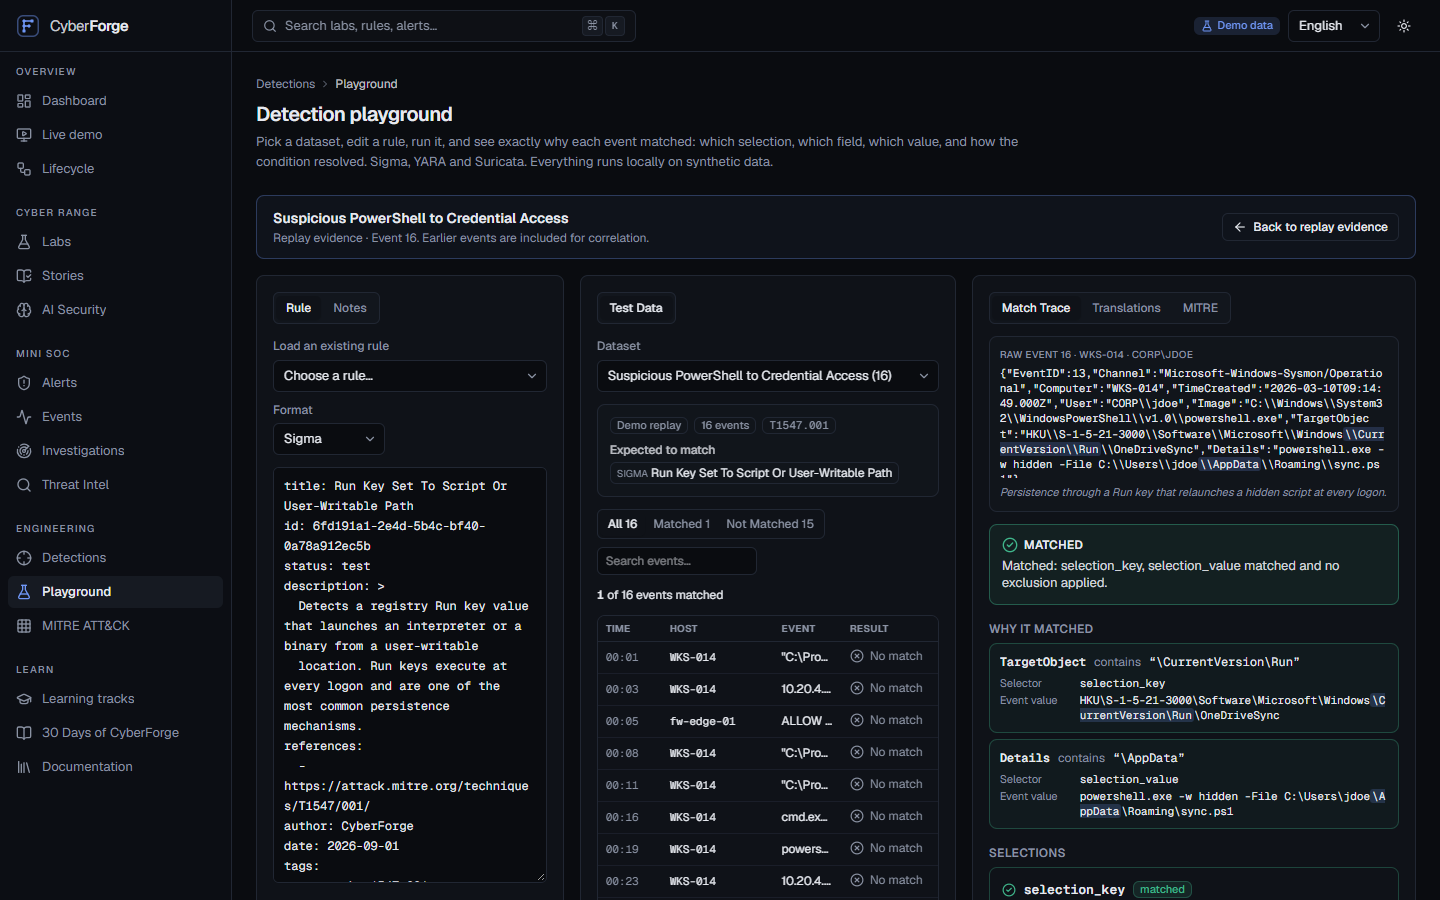 CyberForge
Search labs, rules, alerts...
⌘ K
Demo data
English
OVERVIEW
Dashboard
Live demo
Lifecycle
CYBER RANGE
Labs
Stories
AI Security
MINI SOC
Alerts
Events
Investigations
Threat Intel
ENGINEERING
Detections
Playground
MITRE ATT&CK
LEARN
Learning tracks
30 Days of CyberForge
Documentation
Detections > Playground
Detection playground
Pick a dataset, edit a rule, run it, and see exactly why each event matched: which selection, which field, which value, and how the
condition resolved. Sigma, YARA and Suricata. Everything runs locally on synthetic data.
Suspicious PowerShell to Credential Access
Replay evidence · Event 16. Earlier events are included for correlation.
← Back to replay evidence
Rule Notes
Load an existing rule
Choose a rule...
Format
Sigma
title: Run Key Set To Script Or
User-Writable Path
id: 6fd191a1-2e4d-5b4c-bf40-
0a78a912ec5b
status: test
description: >
Detects a registry Run key value
that launches an interpreter or a
binary from a user-writable
location. Run keys execute at
every logon and are one of the
most common persistence
mechanisms.
references:
-
https://attack.mitre.org/technique
s/T1547/001/
author: CyberForge
date: 2026-09-01
tags:
Test Data
Dataset
Suspicious PowerShell to Credential Access (16)
Demo replay 16 events T1547.001
Expected to match
SIGMA Run Key Set To Script Or User-Writable Path
All 16 Matched 1 Not Matched 15
Search events...
1 of 16 events matched
TIME HOST EVENT RESULT
00:01 WKS-014 "C:\Pro... No match
00:03 WKS-014 10.20.4.... No match
00:05 fw-edge-01 ALLOW ... No match
00:08 WKS-014 "C:\Pro... No match
00:11 WKS-014 "C:\Pro... No match
00:16 WKS-014 cmd.ex... No match
00:19 WKS-014 powers... No match
00:23 WKS-014 10.20.4.... No match
Match Trace Translations MITRE
RAW EVENT 16 · WKS-014 · CORP\JDOE
{"EventID":13,"Channel":"Microsoft-Windows-Sysmon/Operatio
nal","Computer":"WKS-014","TimeCreated":"2026-03-10T09:14:
49.000Z","User":"CORP\\jdoe","Image":"C:\\Windows\\System3
2\\WindowsPowerShell\\v1.0\\powershell.exe","TargetObjec
t":"HKU\\S-1-5-21-3000\\Software\\Microsoft\\Windows\\Curr
entVersion\\Run\\OneDriveSync","Details":"powershell.exe -
w hidden -File C:\\Users\\jdoe\\AppData\\Roaming\\sync.ps
1"}
Persistence through a Run key that relaunches a hidden script at every logon.
MATCHED
Matched: selection_key, selection_value matched and no
exclusion applied.
WHY IT MATCHED
TargetObject contains “\CurrentVersion\Run”
Selector selection_key
Event value HKU\S-1-5-21-3000\Software\Microsoft\Windows\C
urrentVersion\Run\OneDriveSync
Details contains “\AppData”
Selector selection_value
Event value powershell.exe -w hidden -File C:\Users\jdoe\A
ppData\Roaming\sync.ps1
SELECTIONS
selection_key matched